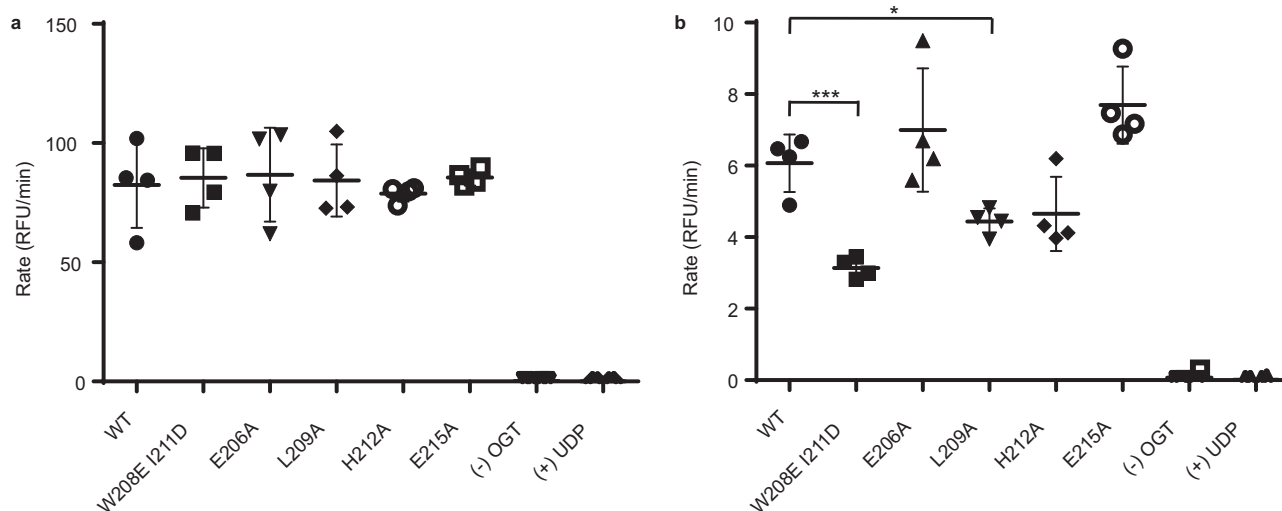 a
150
100
50
0
Rate (RFU/min)
WT
W208E I211D
E206A
L209A
H212A
E215A
(-) OGT
(+) UDP
b
10
8
6
4
2
0
Rate (RFU/min)
*
***
WT
W208E I211D
E206A
L209A
H212A
E215A
(-) OGT
(+) UDP